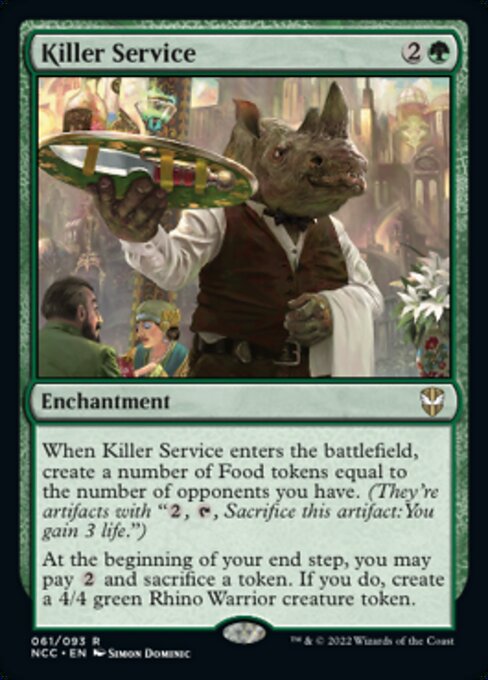 Killer Service 2
Enchantment
When Killer Service enters the battlefield,
create a number of Food tokens equal to
the number of opponents you have. (They're
artifacts with "2, T, Sacrifice this artifact: You
gain 3 life.")
At the beginning of your end step, you may
pay 2 and sacrifice a token. If you do, create
a 4/4 green Rhino Warrior creature token.
061/093 R
NCC • EN Simon Dominic
™ & © 2022 Wizards of the Coast